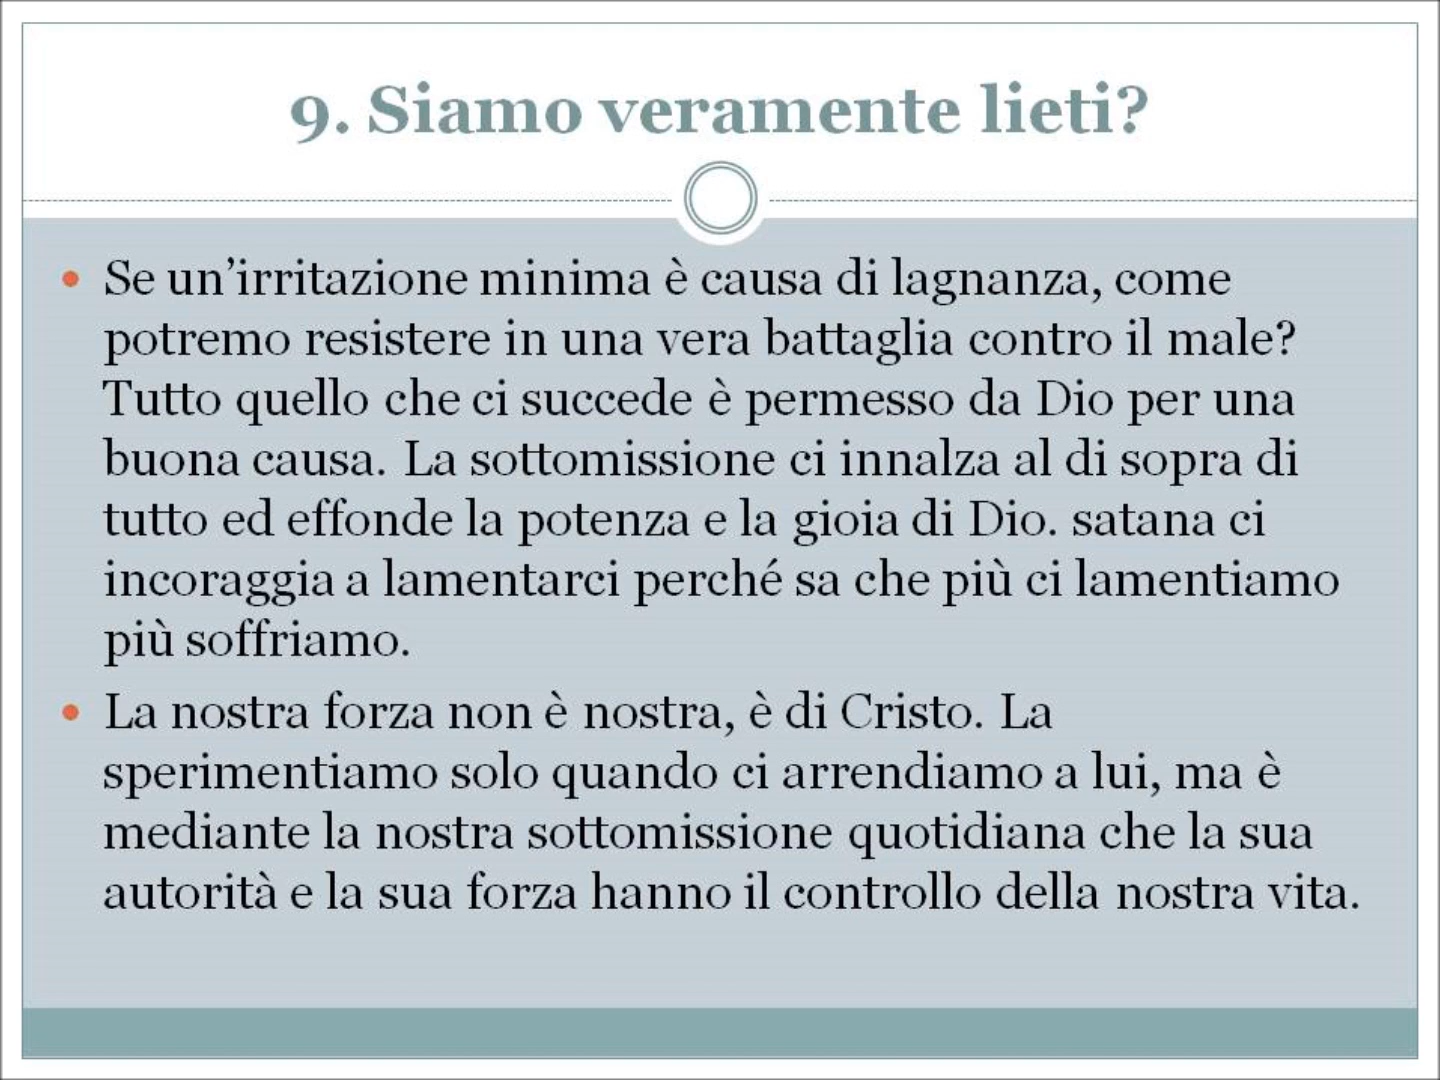 9. Siamo veramente lieti?
• Se un’irritazione minima è causa di lagnanza, come
potremo resistere in una vera battaglia contro il male?
Tutto quello che ci succede è permesso da Dio per una
buona causa. La sottomissione ci innalza al di sopra di
tutto ed effonde la potenza e la gioia di Dio. satana ci
incoraggia a lamentarci perché sa che più ci lamentiamo
più soffriamo.
• La nostra forza non è nostra, è di Cristo. La
sperimentiamo solo quando ci arrendiamo a lui, ma è
mediante la nostra sottomissione quotidiana che la sua
autorità e la sua forza hanno il controllo della nostra vita.